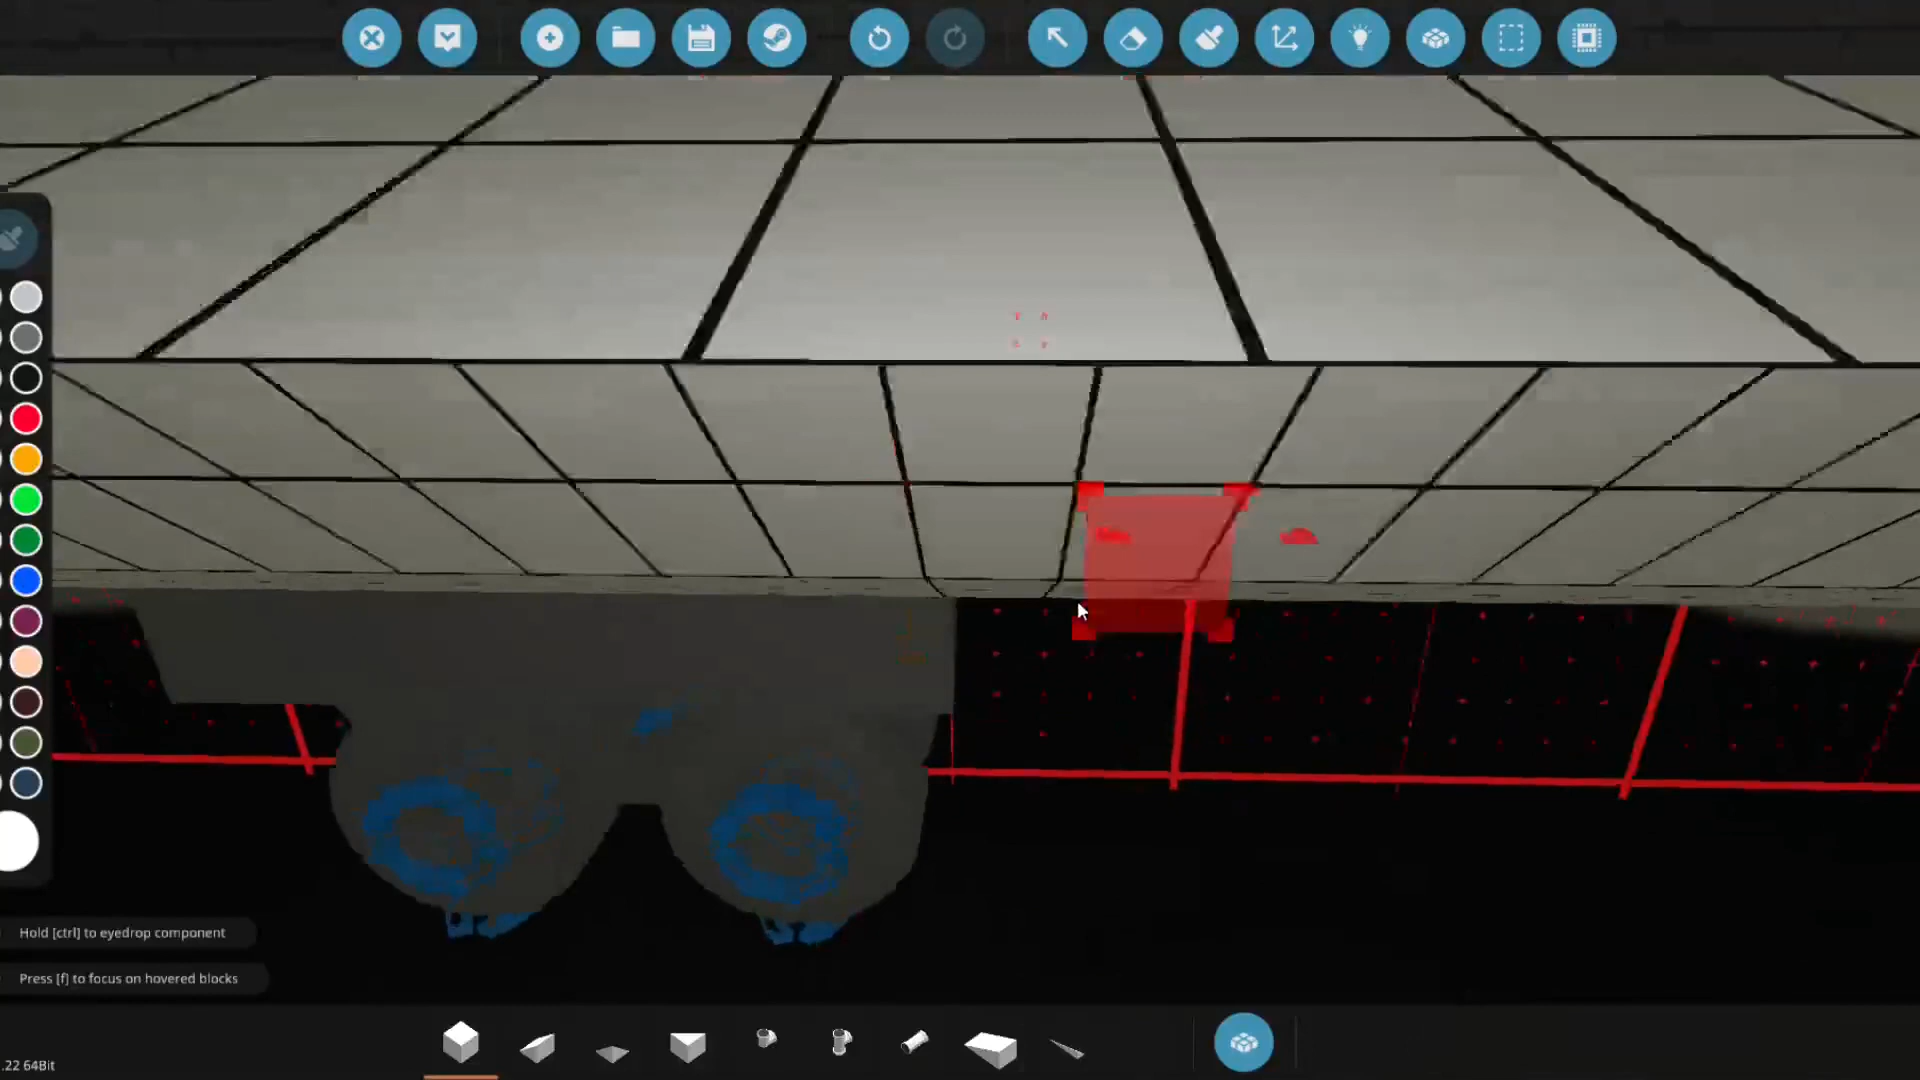 Hold [ctrl] to eyedrop component
Press [f] to focus on hovered blocks
.22 64Bit